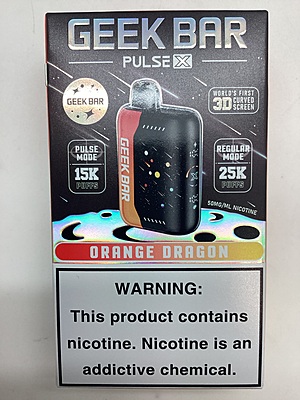 GEEK BAR
PULSE X
GEEK BAR
WORLD'S FIRST
3D CURVED
SCREEN
PULSE
MODE
15K
PUFFS
REGULAR
MODE
25K
PUFFS
GEEK BAR
50MG/ML NICOTINE
ORANGE DRAGON
WARNING:
This product contains
nicotine. Nicotine is an
addictive chemical.